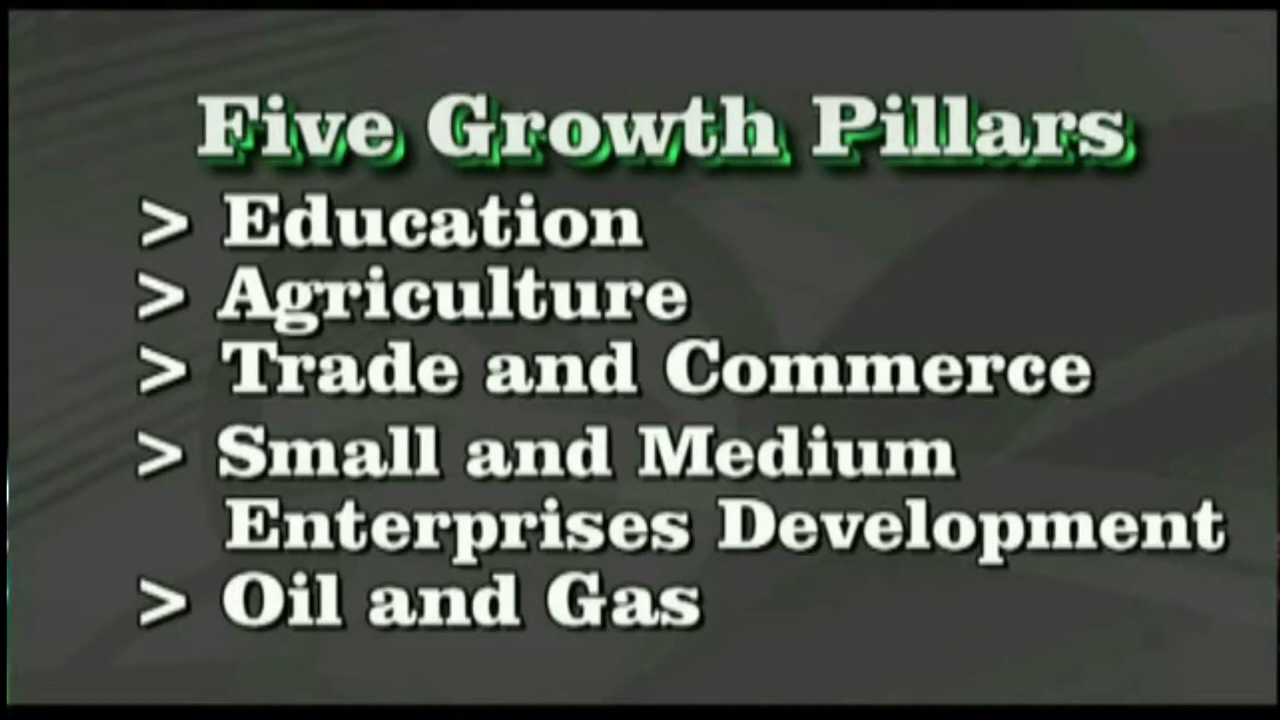 Five Growth Pillars
> Education
> Agriculture
> Trade and Commerce
> Small and Medium
Enterprises Development
> Oil and Gas